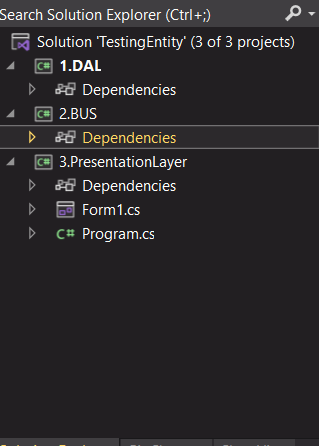 Search Solution Explorer (Ctrl+;)
Solution 'TestingEntity' (3 of 3 projects)
C# 1.DAL
Dependencies
C# 2.BUS
Dependencies
C# 3.PresentationLayer
Dependencies
Form1.cs
C# Program.cs